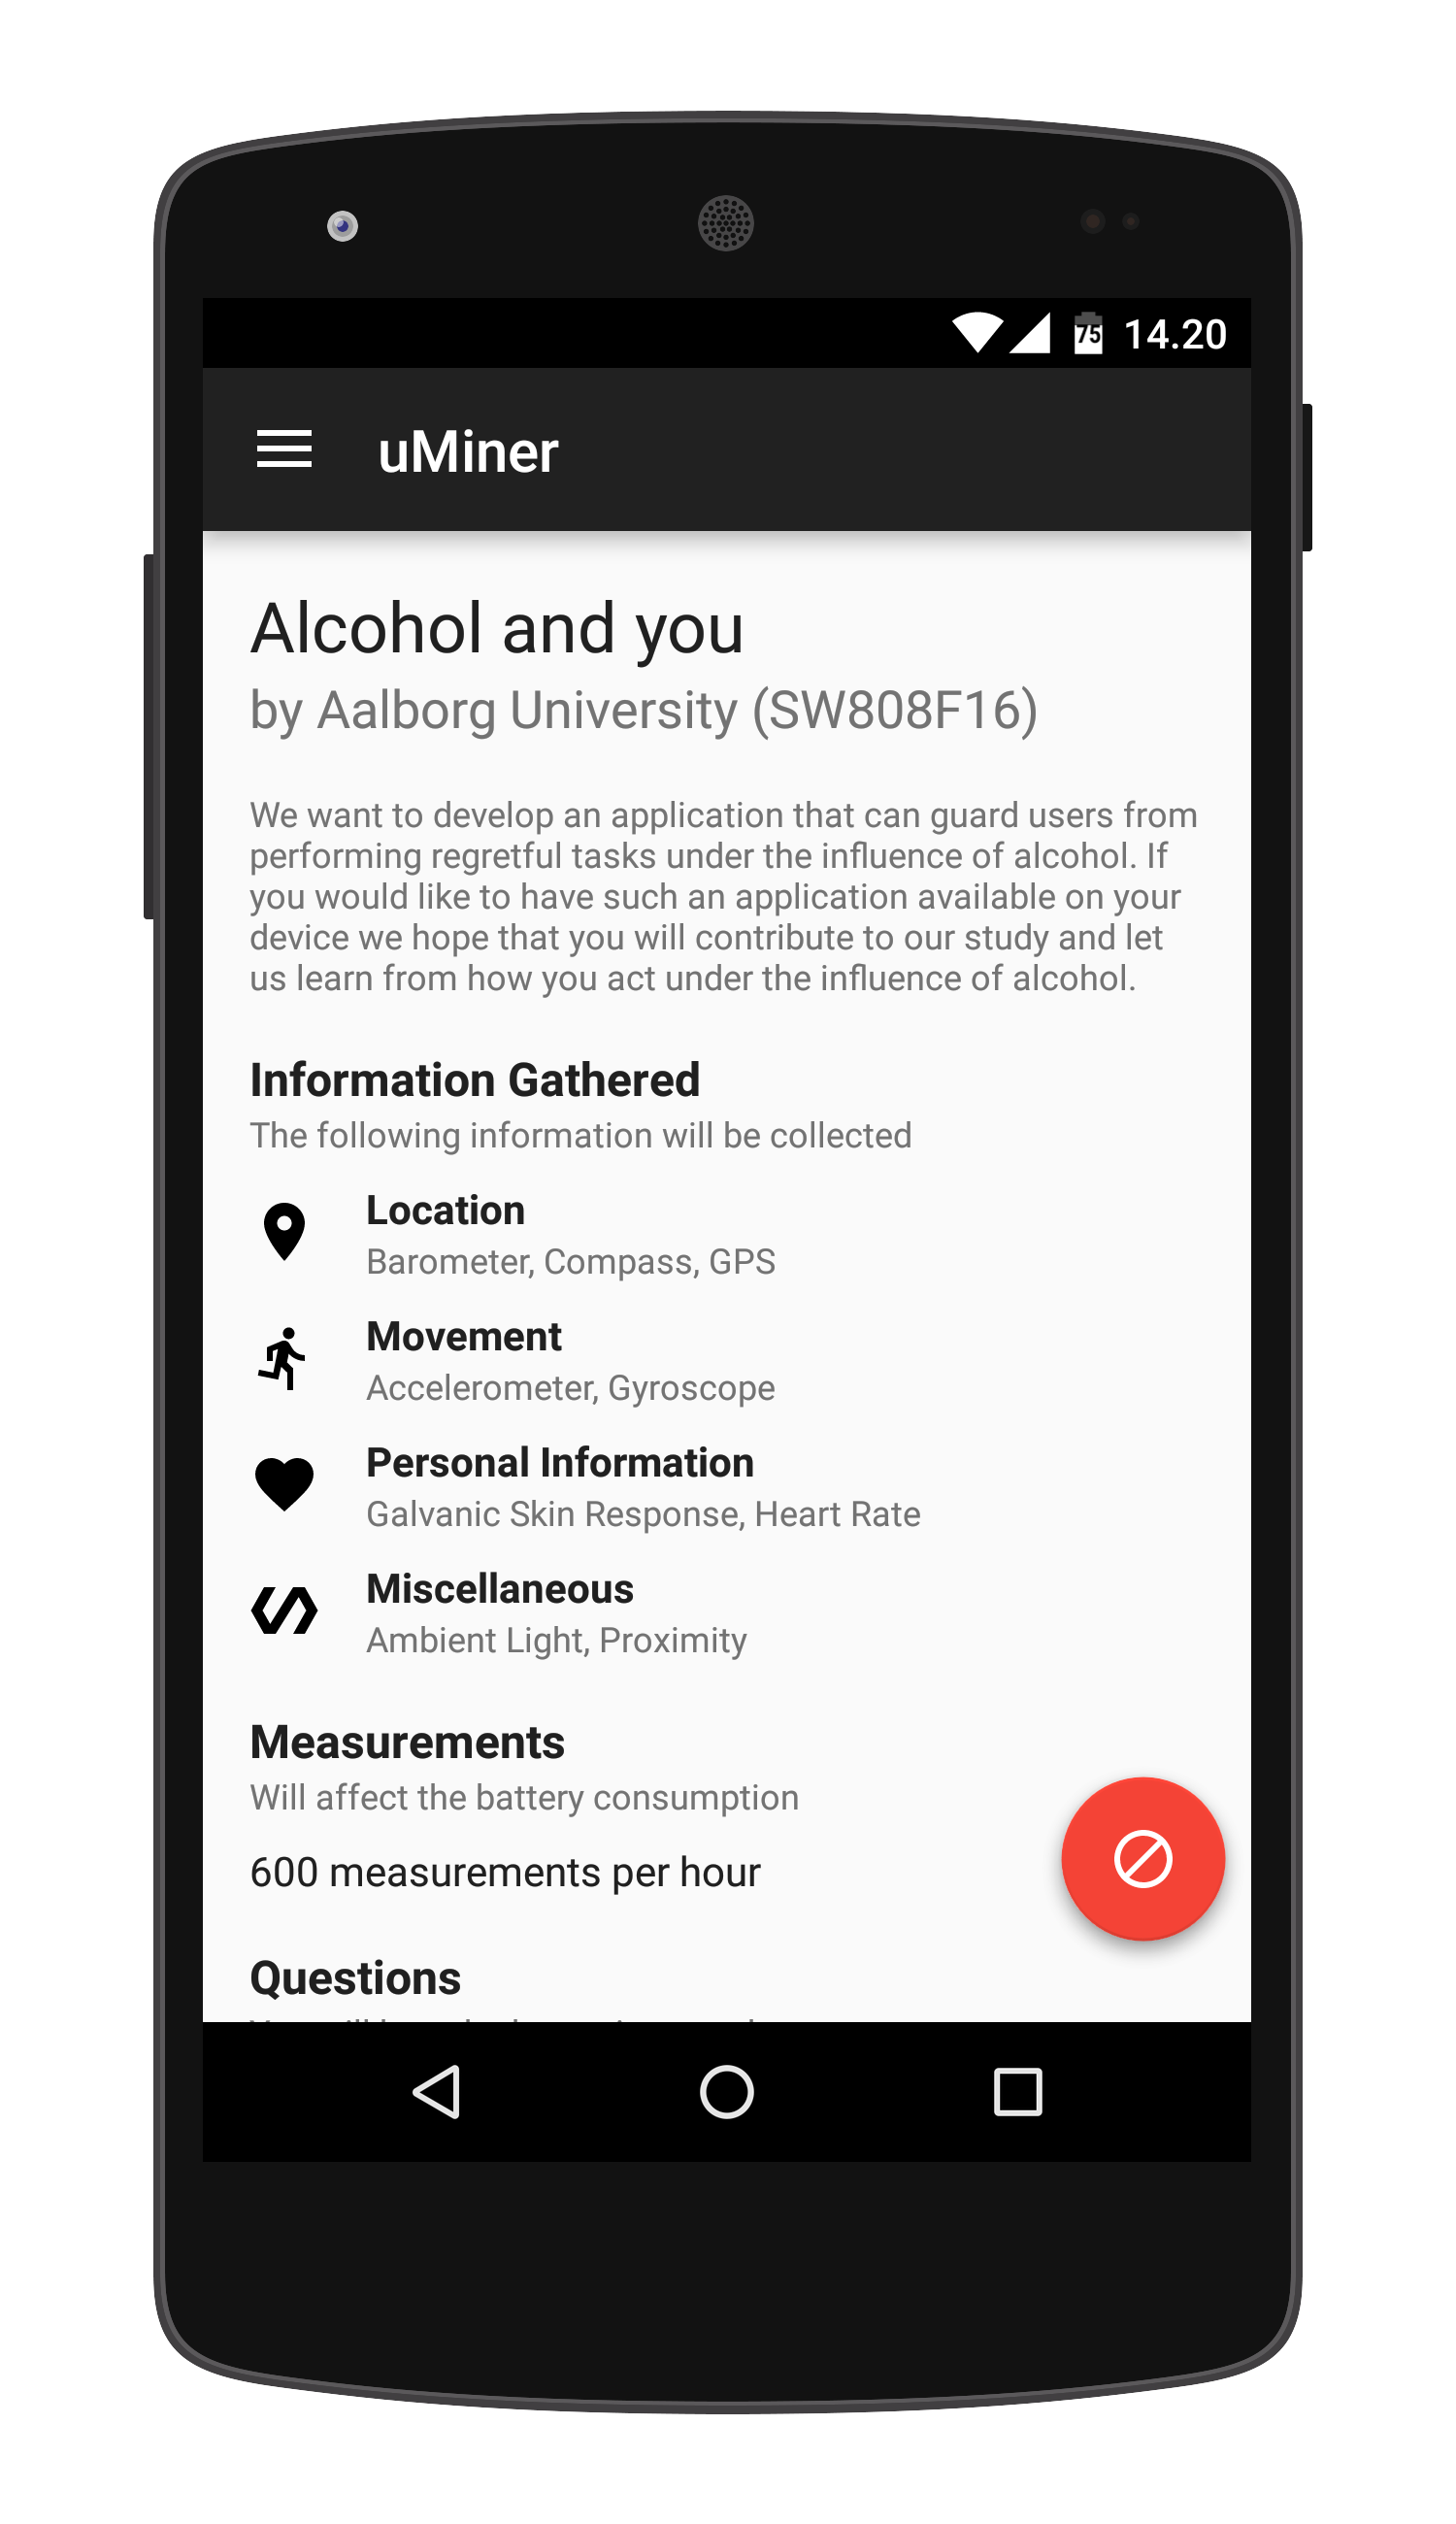 75 14.20
uMiner
Alcohol and you
by Aalborg University (SW808F16)
We want to develop an application that can guard users from
performing regretful tasks under the influence of alcohol. If
you would like to have such an application available on your
device we hope that you will contribute to our study and let
us learn from how you act under the influence of alcohol.
Information Gathered
The following information will be collected
Location
Barometer, Compass, GPS
Movement
Accelerometer, Gyroscope
Personal Information
Galvanic Skin Response, Heart Rate
Miscellaneous
Ambient Light, Proximity
Measurements
Will affect the battery consumption
600 measurements per hour
Questions